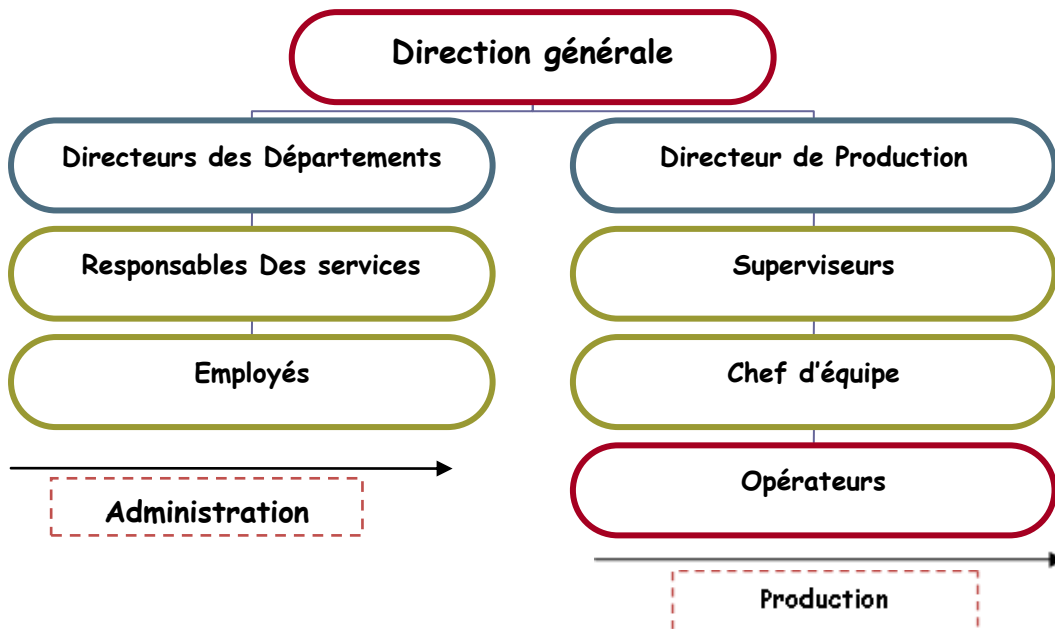 Direction générale
Directeurs des Départements
Directeur de Production
Responsables Des services
Superviseurs
Employés
Chef d’équipe
Opérateurs
Administration
Production